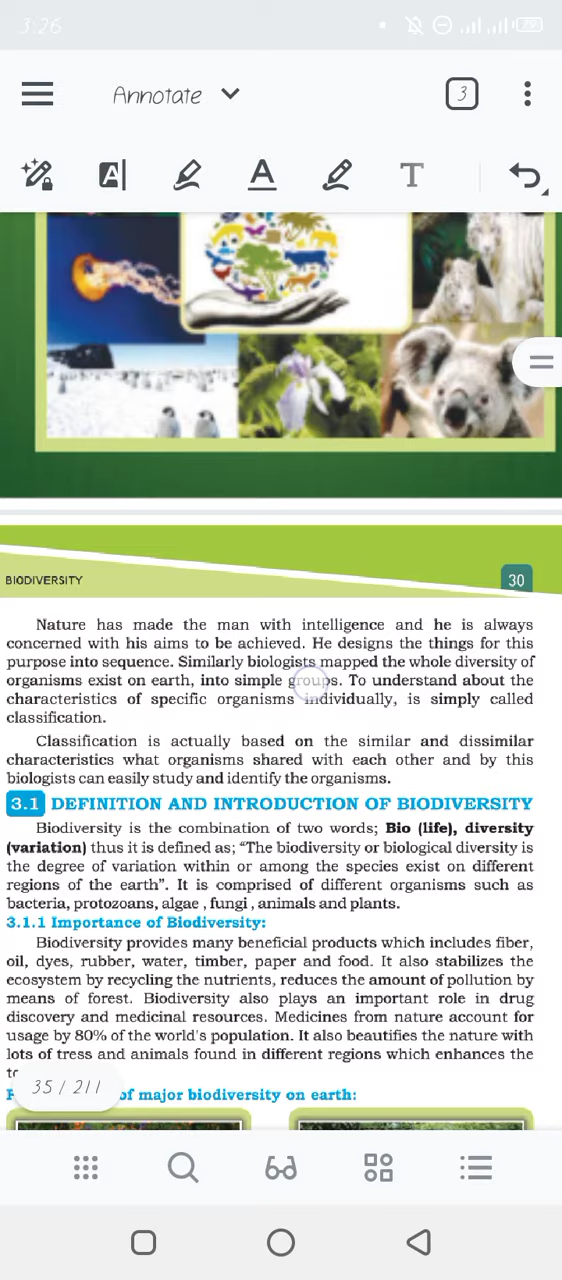 3:26
Annotate
3
A
A
T
BIODIVERSITY
30
Nature has made the man with intelligence and he is always
concerned with his aims to be achieved. He designs the things for this
purpose into sequence. Similarly biologists mapped the whole diversity of
organisms exist on earth, into simple groups. To understand about the
characteristics of specific organisms individually, is simply called
classification.
Classification is actually based on the similar and dissimilar
characteristics what organisms shared with each other and by this
biologists can easily study and identify the organisms.
3.1 DEFINITION AND INTRODUCTION OF BIODIVERSITY
Biodiversity is the combination of two words; Bio (life), diversity
(variation) thus it is defined as; “The biodiversity or biological diversity is
the degree of variation within or among the species exist on different
regions of the earth”. It is comprised of different organisms such as
bacteria, protozoans, algae , fungi , animals and plants.
3.1.1 Importance of Biodiversity:
Biodiversity provides many beneficial products which includes fiber,
oil, dyes, rubber, water, timber, paper and food. It also stabilizes the
ecosystem by recycling the nutrients, reduces the amount of pollution by
means of forest. Biodiversity also plays an important role in drug
discovery and medicinal resources. Medicines from nature account for
usage by 80% of the world's population. It also beautifies the nature with
lots of tress and animals found in different regions which enhances the
35 / 211
of major biodiversity on earth: